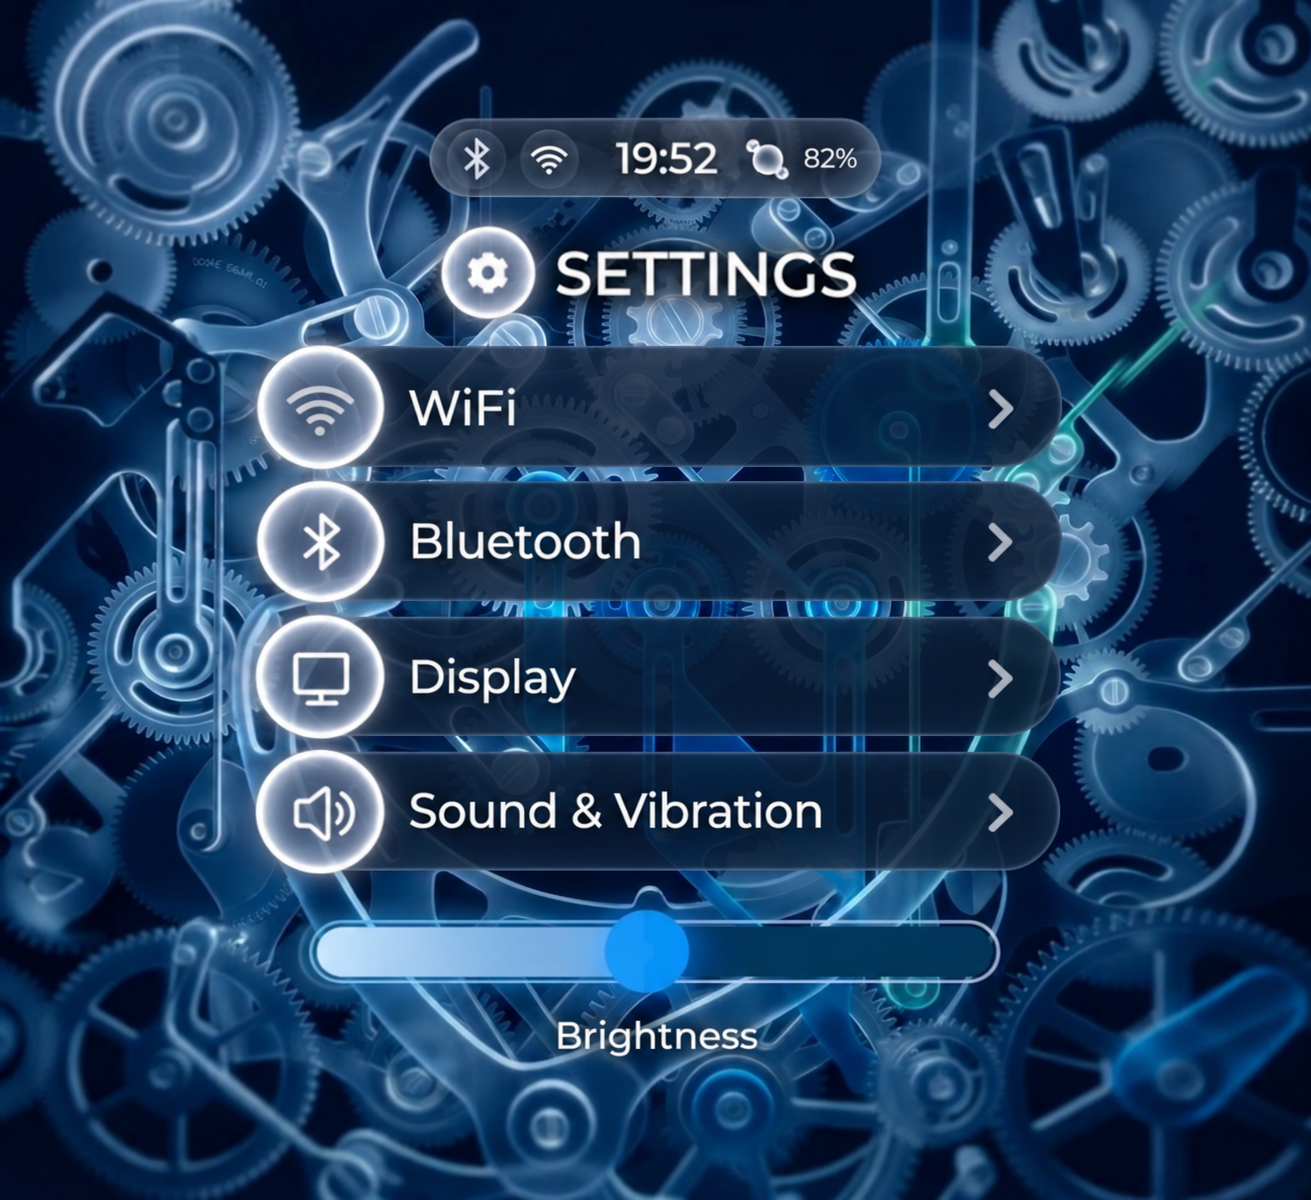 19:52 82%
SETTINGS
WiFi
Bluetooth
Display
Sound & Vibration
Brightness